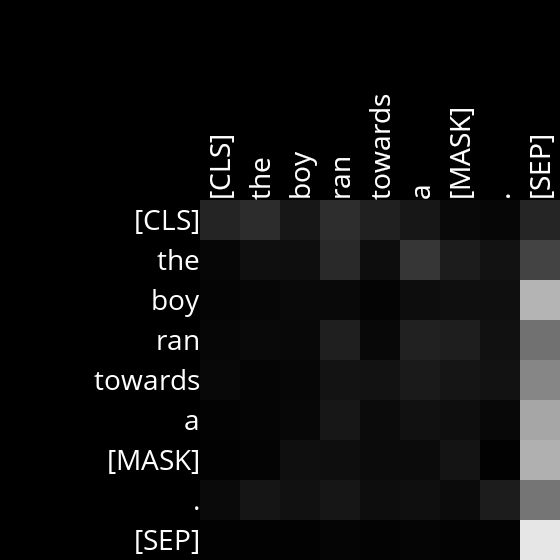 [CLS] the boy ran towards a [MASK] . [SEP]
[CLS]
the
boy
ran
towards
a
[MASK]
.
[SEP]